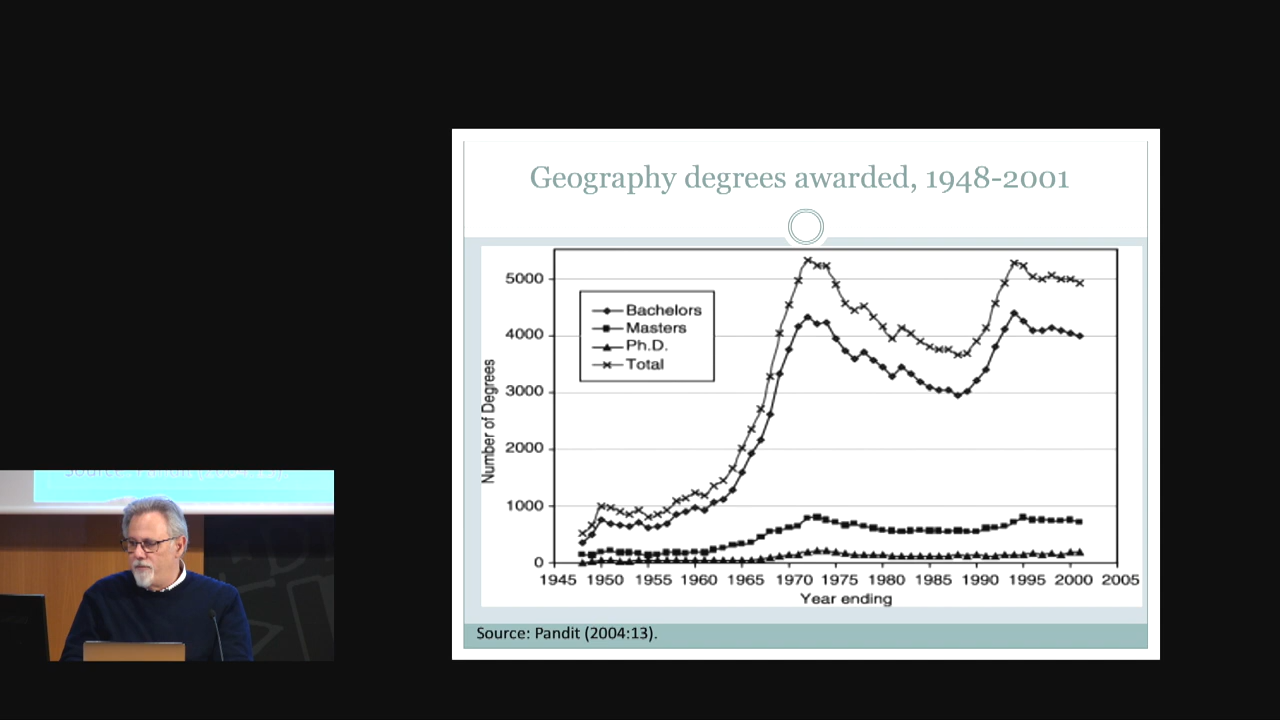 Geography degrees awarded, 1948-2001
5000
4000
3000
2000
1000
0
Number of Degrees
Bachelors
Masters
Ph.D.
Total
1945 1950 1955 1960 1965 1970 1975 1980 1985 1990 1995 2000 2005
Year ending
Source: Pandit (2004:13).